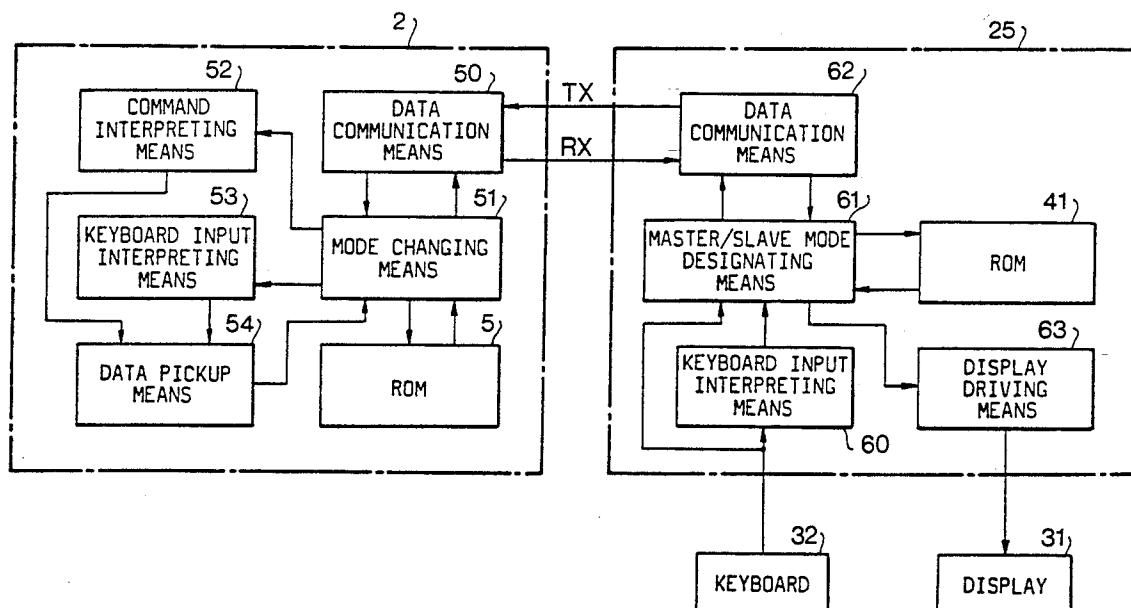 2
25
52
COMMAND
INTERPRETING
MEANS
50
DATA
COMMUNICATION
MEANS
TX
RX
62
DATA
COMMUNICATION
MEANS
53
KEYBOARD INPUT
INTERPRETING
MEANS
51
MODE CHANGING
MEANS
61
MASTER/SLAVE MODE
DESIGNATING
MEANS
41
ROM
54
DATA PICKUP
MEANS
5
ROM
KEYBOARD INPUT
INTERPRETING
MEANS
60
63
DISPLAY
DRIVING
MEANS
32
KEYBOARD
31
DISPLAY